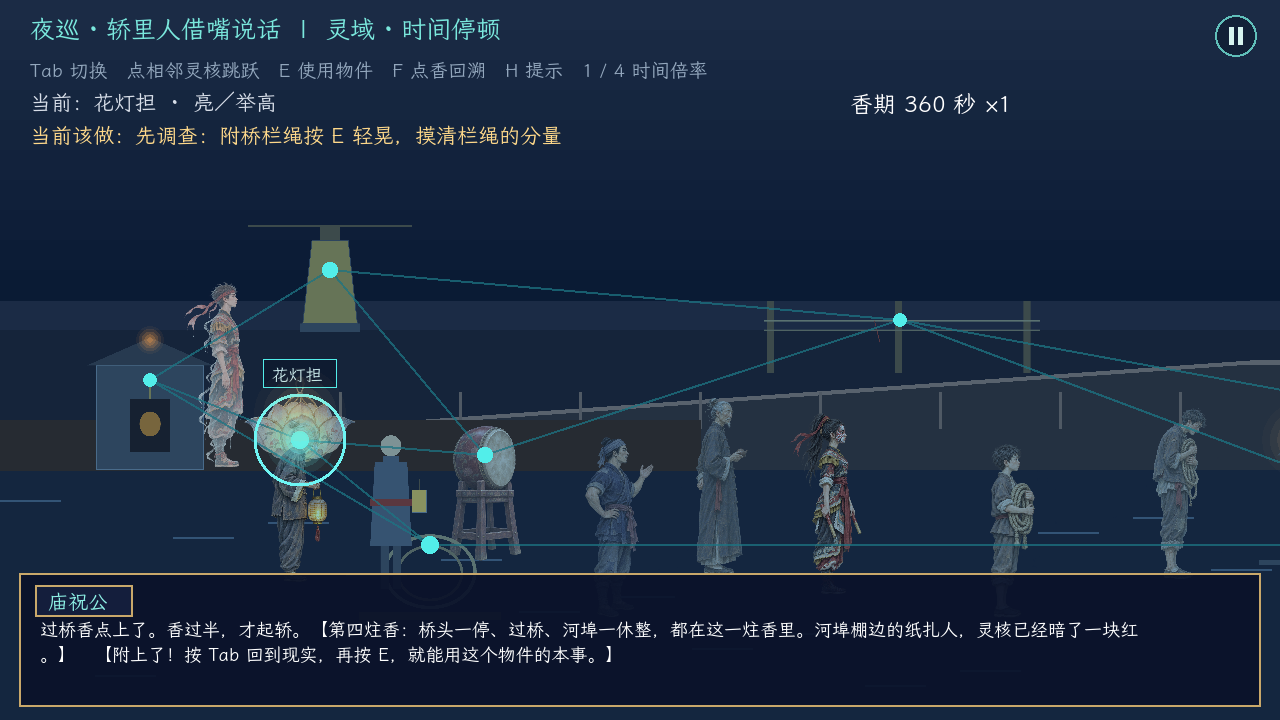 夜巡·轿里人借嘴说话 | 灵域·时间停顿
Tab 切换 点相邻灵核跳跃 E 使用物件 F 点香回溯 H 提示 1 / 4 时间倍率
当前：花灯担 · 亮／举高
香期 360 秒 ×1
当前该做：先调查：附桥栏绳按 E 轻晃，摸清栏绳的分量
花灯担
庙祝公
过桥香点上了。香过半，才起轿。【第四炷香：桥头一停、过桥、河埠一休整，都在这一炷香里。河埠棚边的纸扎人，灵核已经暗了一块红
。】 【附上了！按 Tab 回到现实，再按 E，就能用这个物件的本事。】